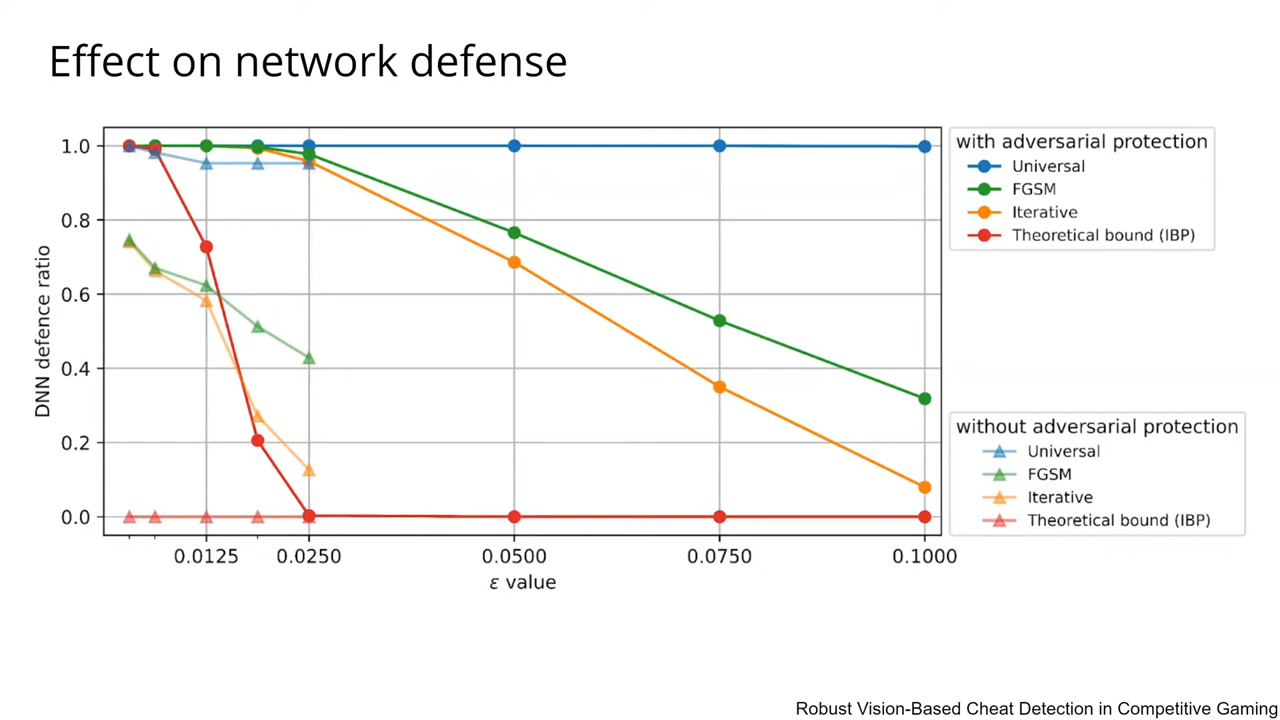 Effect on network defense
DNN defence ratio
1.0
0.8
0.6
0.4
0.2
0.0
0.0125
0.0250
0.0500
0.0750
0.1000
ε value
with adversarial protection
Universal
FGSM
Iterative
Theoretical bound (IBP)
without adversarial protection
Universal
FGSM
Iterative
Theoretical bound (IBP)
Robust Vision-Based Cheat Detection in Competitive Gaming